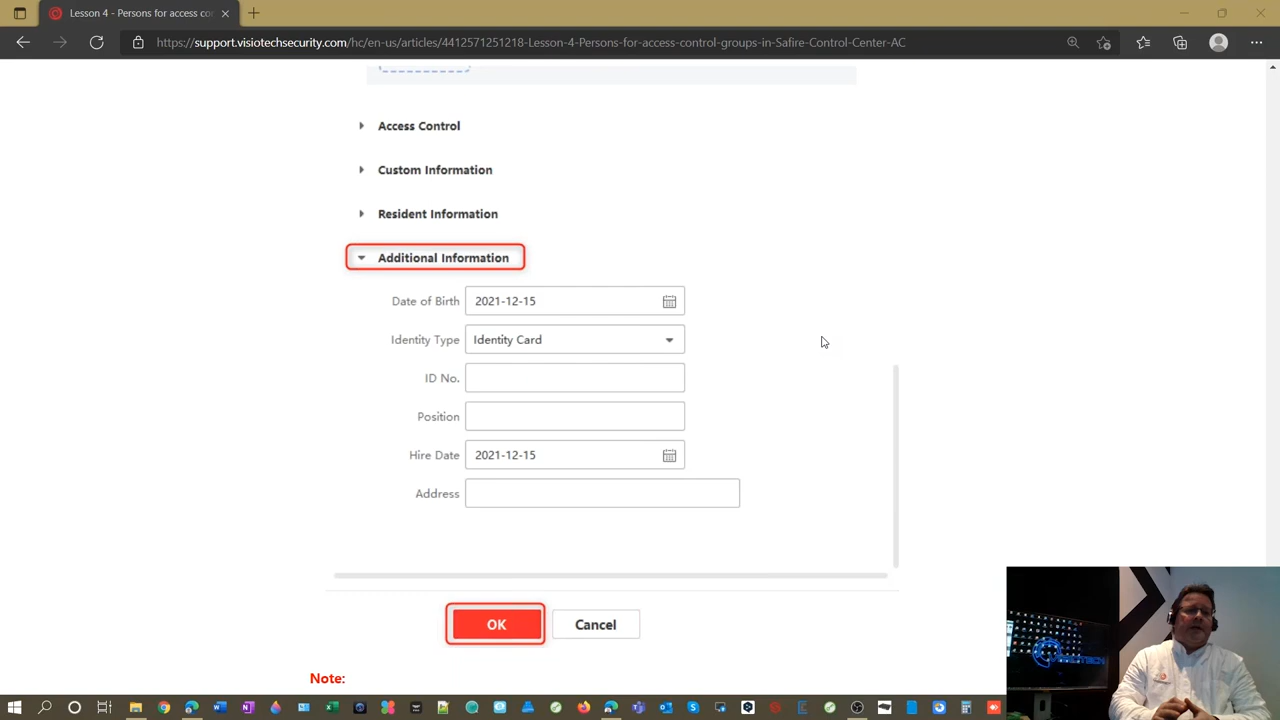 Lesson 4 - Persons for access co
https://support.visiotechsecurity.com/hc/en-us/articles/4412571251218-Lesson-4-Persons-for-access-control-groups-in-Safire-Control-Center-AC
Access Control
Custom Information
Resident Information
Additional Information
Date of Birth 2021-12-15
Identity Type Identity Card
ID No.
Position
Hire Date 2021-12-15
Address
OK Cancel
Note: